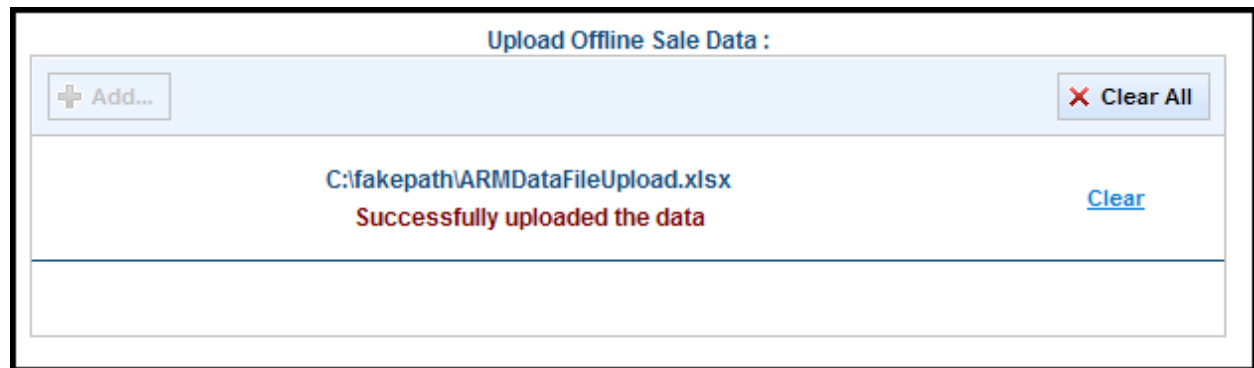 Upload Offline Sale Data :
Add...
Clear All
C:\fakepath\ARMDataFileUpload.xlsx
Successfully uploaded the data
Clear